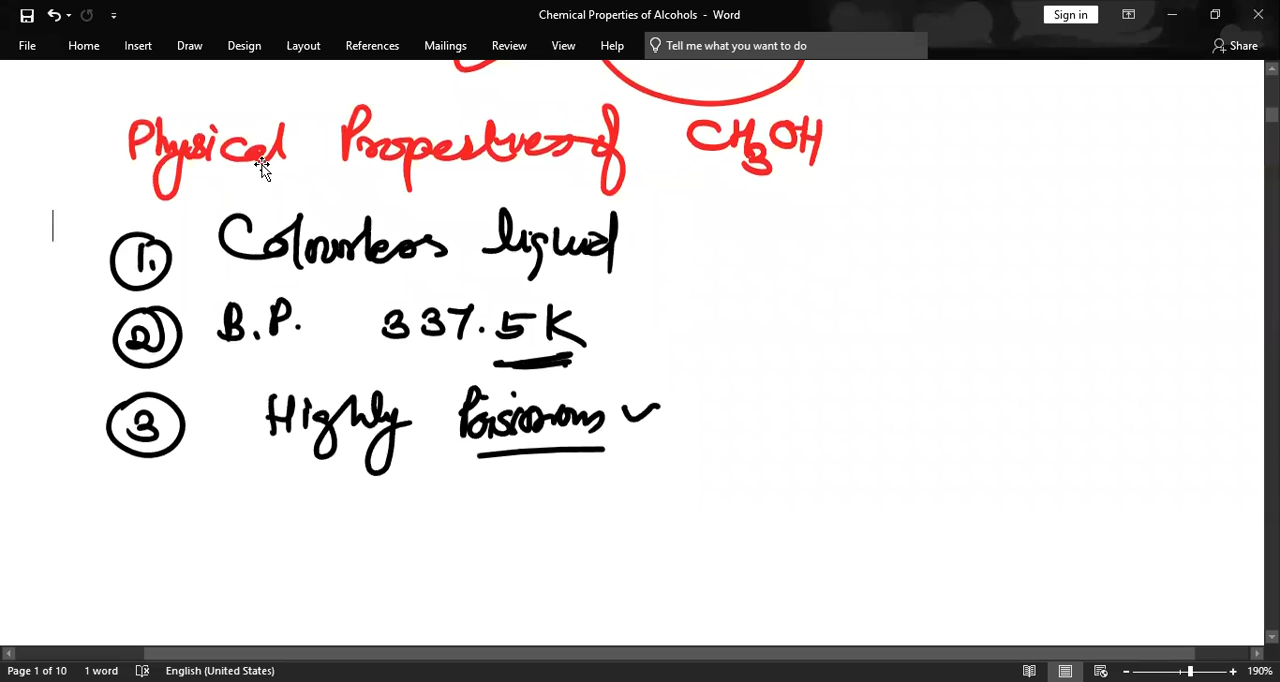 Chemical Properties of Alcohols - Word
Sign in
File Home Insert Draw Design Layout References Mailings Review View Help Tell me what you want to do Share
Physical Properties of CH3OH
1. Colourless liquid
2 B.P. 337.5 K
3 Highly Poisionous ✓
Page 1 of 10 1 word English (United States) 190%